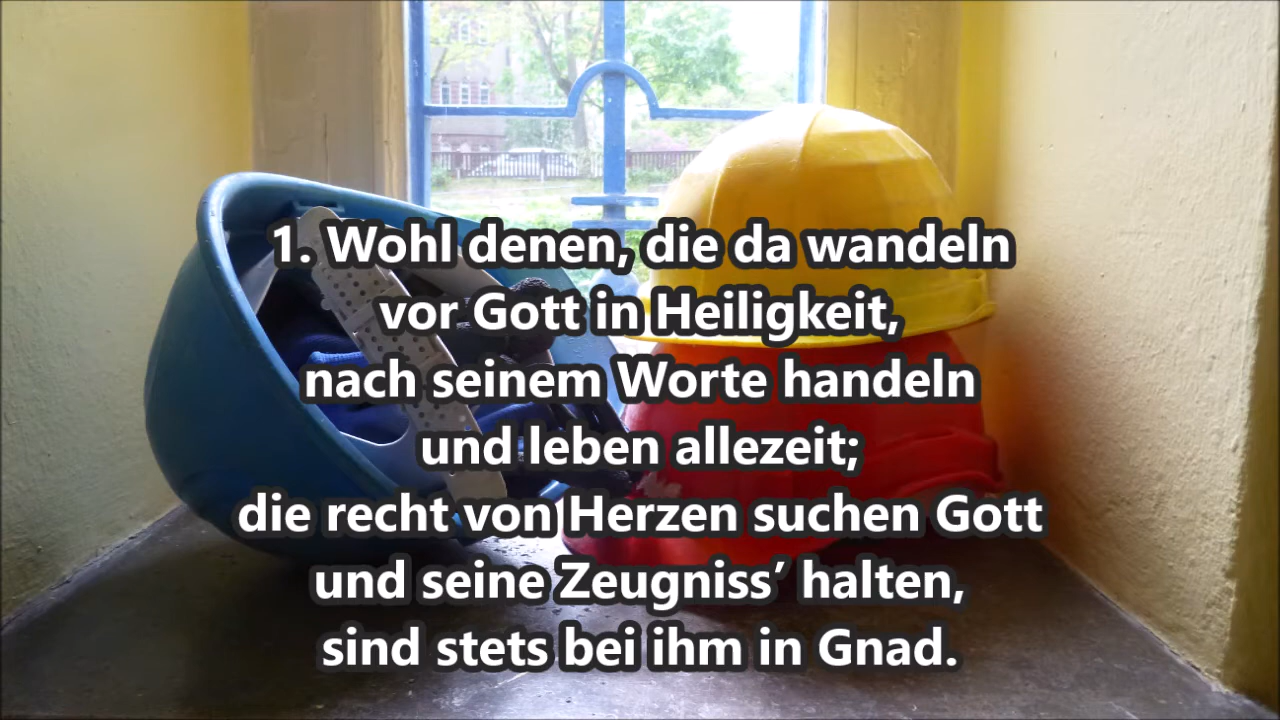 1. Wohl denen, die da wandeln
vor Gott in Heiligkeit,
nach seinem Worte handeln
und leben allezeit;
die recht von Herzen suchen Gott
und seine Zeugniss’ halten,
sind stets bei ihm in Gnad.